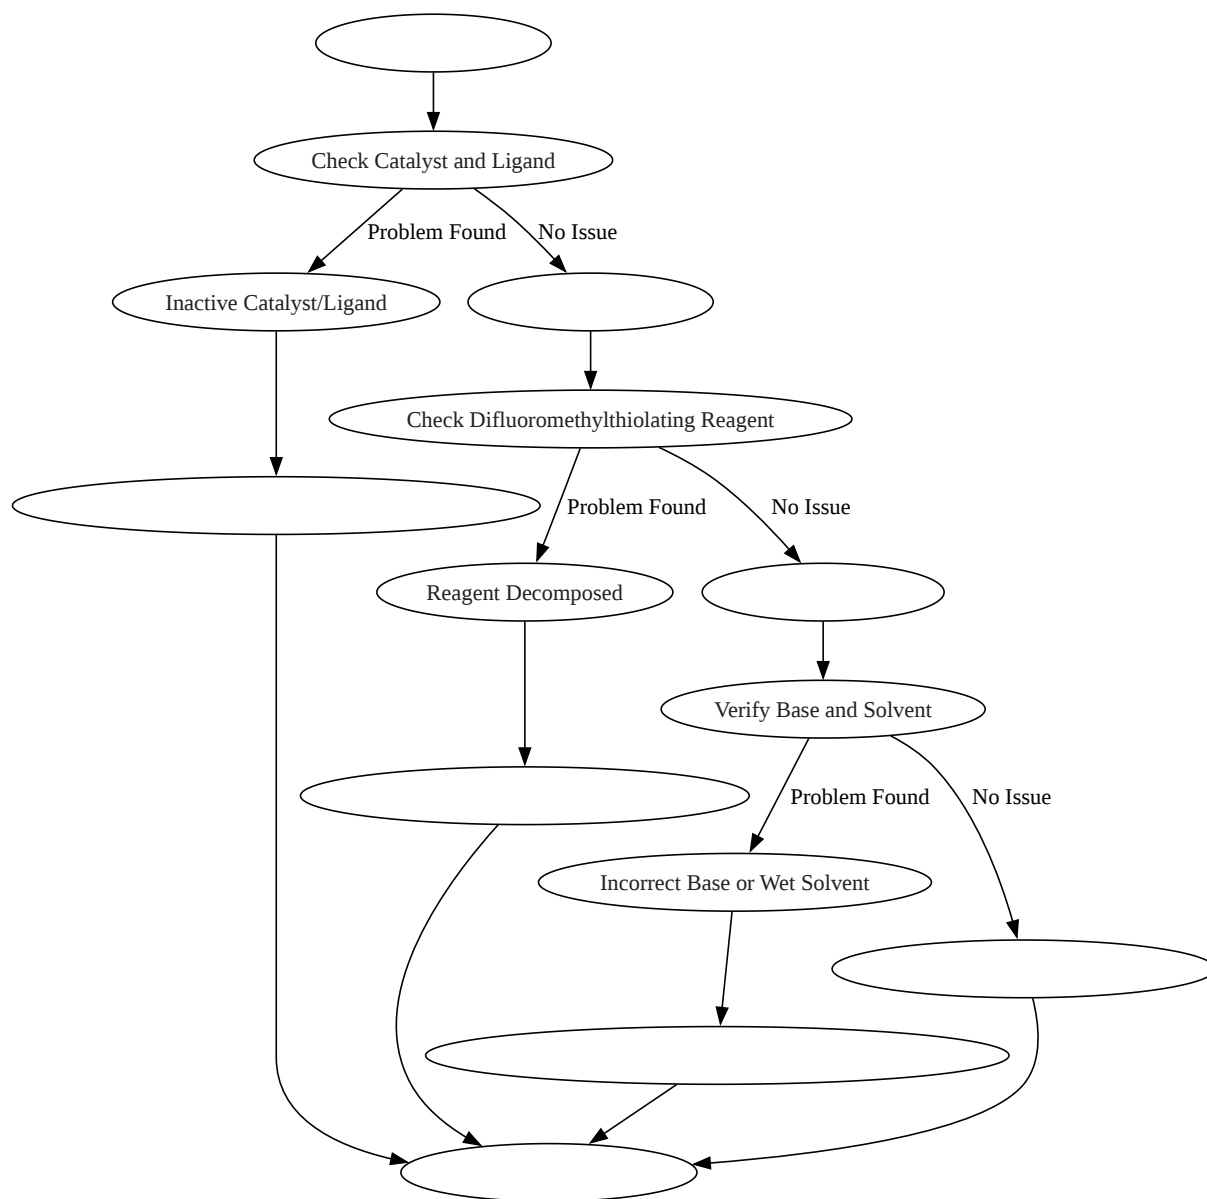 Check Catalyst and Ligand
Problem Found
No Issue
Inactive Catalyst/Ligand
Check Difluoromethylthiolating Reagent
Problem Found
No Issue
Reagent Decomposed
Verify Base and Solvent
Problem Found
No Issue
Incorrect Base or Wet Solvent